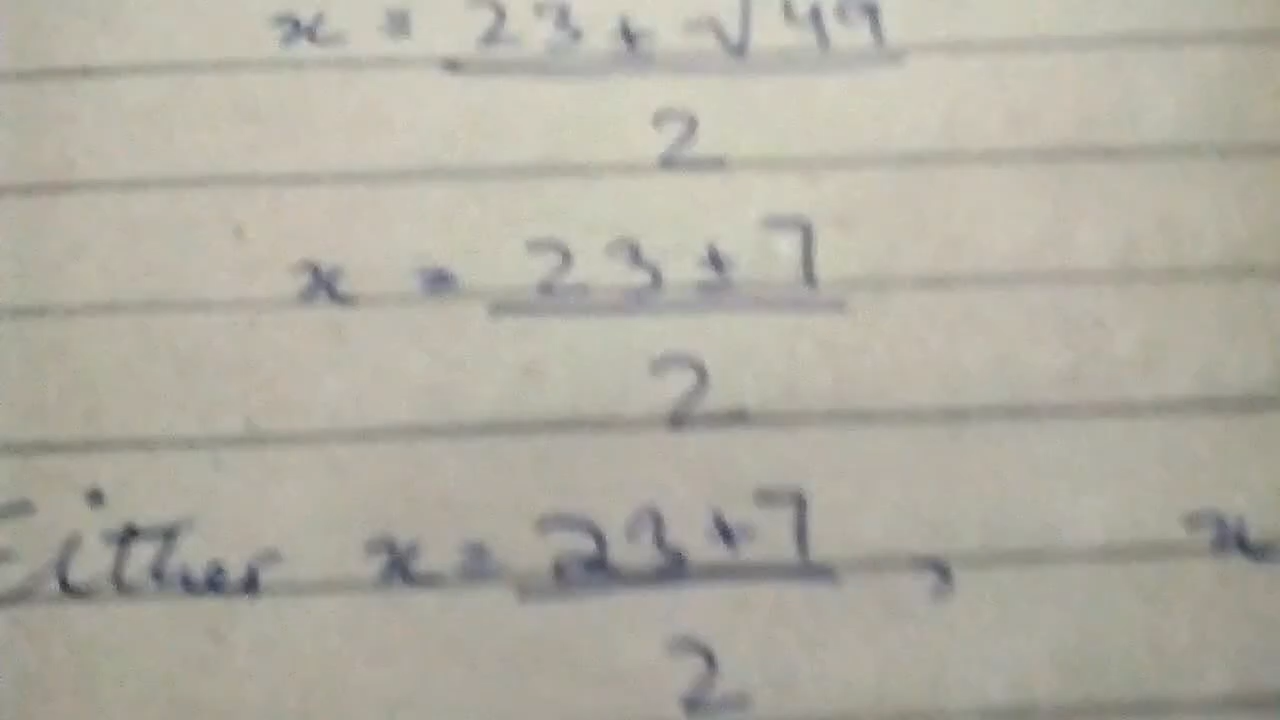 x = 23 ± √49
2
x = 23 ± 7
2
Either x = 23 + 7 , x
2